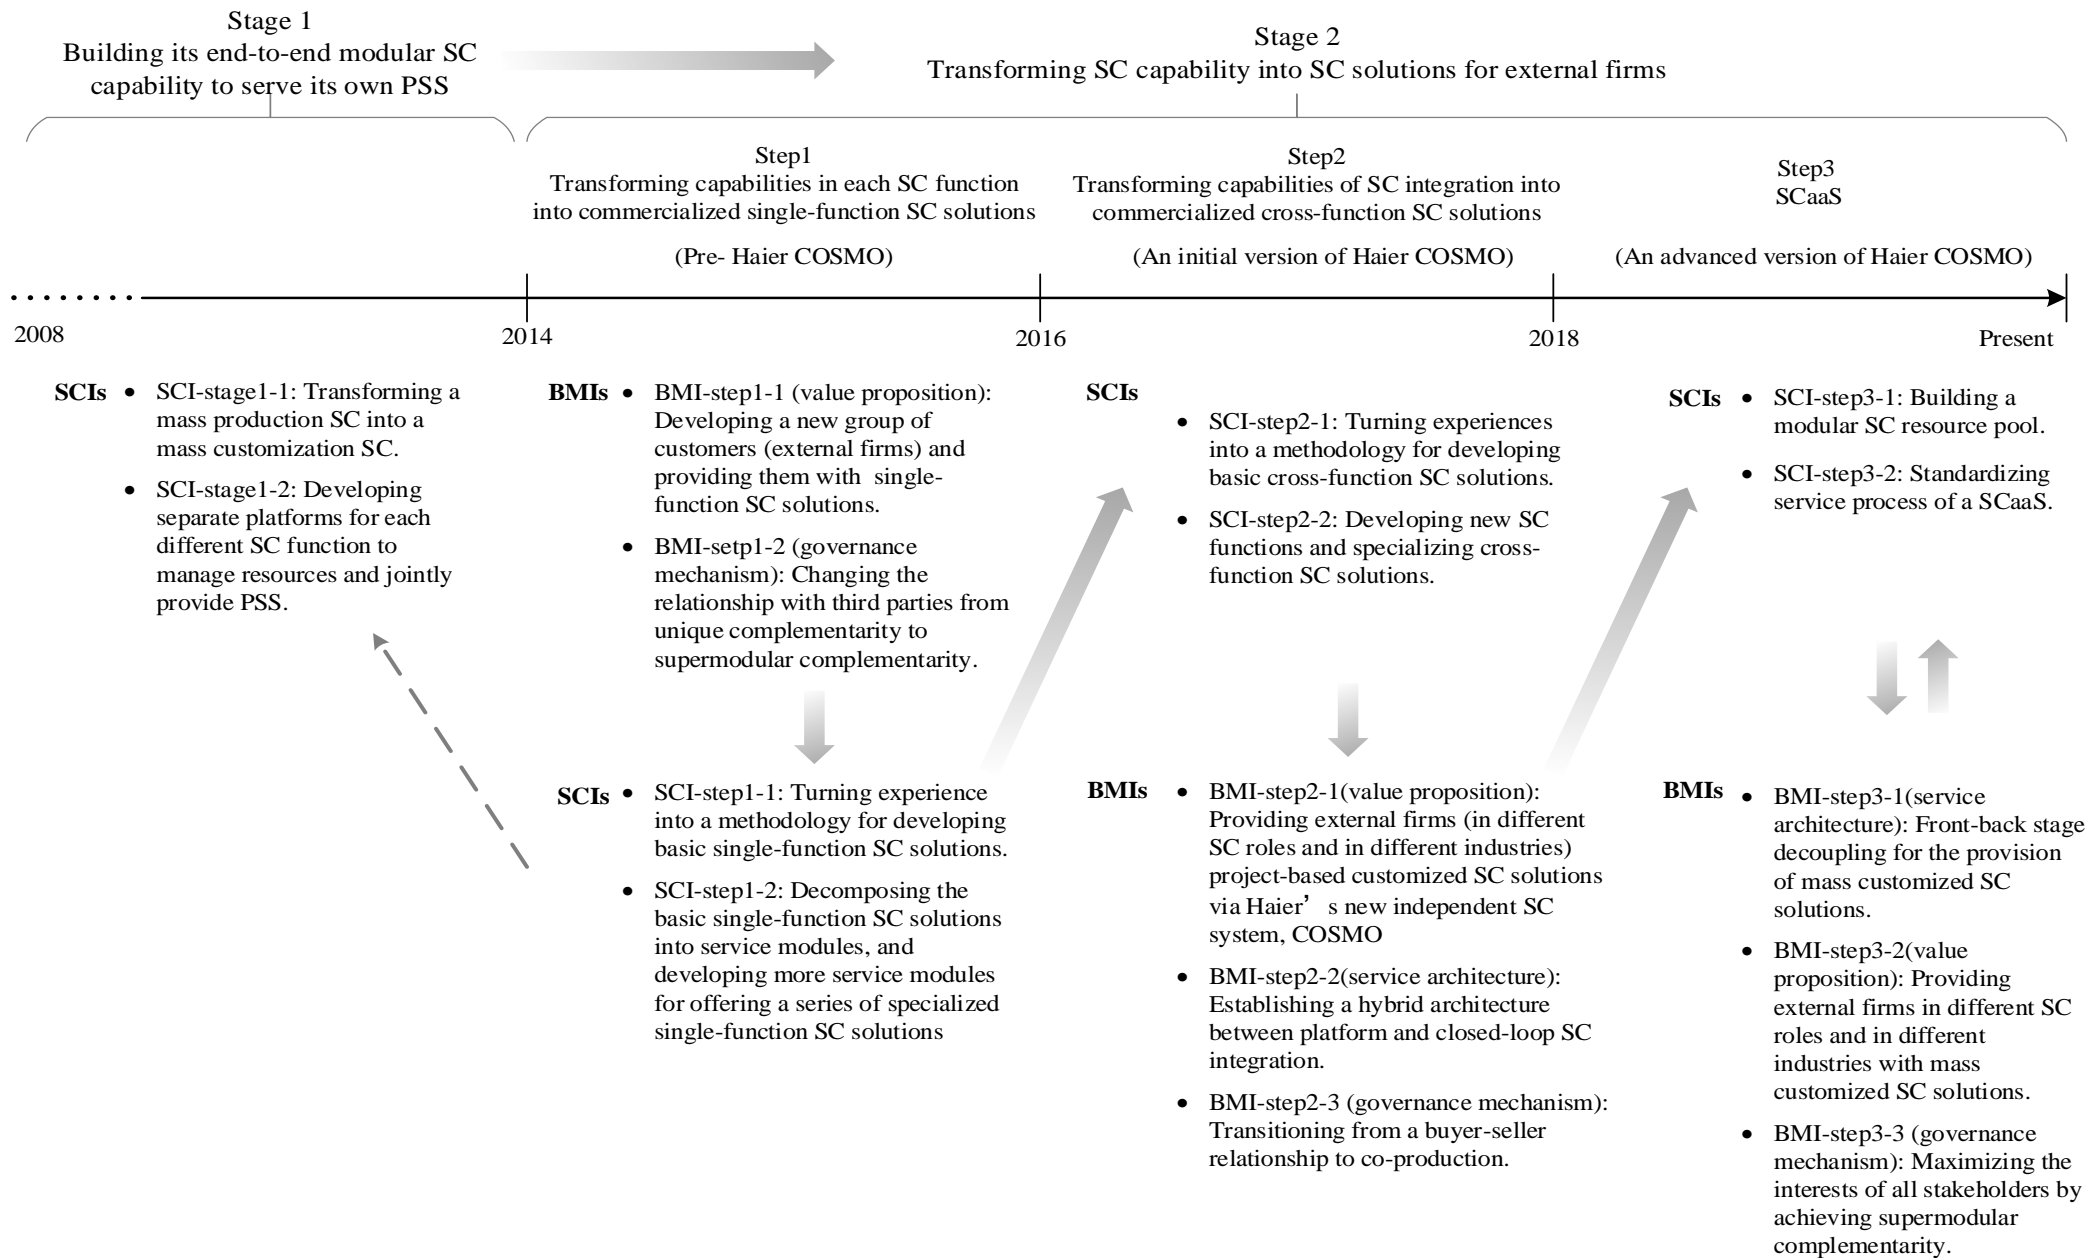 Stage 1
Building its end-to-end modular SC
capability to serve its own PSS
Stage 2
Transforming SC capability into SC solutions for external firms
Step1
Transforming capabilities in each SC function
into commercialized single-function SC solutions
(Pre- Haier COSMO)
Step2
Transforming capabilities of SC integration into
commercialized cross-function SC solutions
(An initial version of Haier COSMO)
Step3
SCaaS
(An advanced version of Haier COSMO)
2008
2014
2016
2018
Present
SCIs
• SCI-stage1-1: Transforming a
mass production SC into a
mass customization SC.
• SCI-stage1-2: Developing
separate platforms for each
different SC function to
manage resources and jointly
provide PSS.
BMIs
• BMI-step1-1 (value proposition):
Developing a new group of
customers (external firms) and
providing them with single-
function SC solutions.
• BMI-setp1-2 (governance
mechanism): Changing the
relationship with third parties from
unique complementarity to
supermodular complementarity.
SCIs
• SCI-step1-1: Turning experience
into a methodology for developing
basic single-function SC solutions.
• SCI-step1-2: Decomposing the
basic single-function SC solutions
into service modules, and
developing more service modules
for offering a series of specialized
single-function SC solutions
SCIs
• SCI-step2-1: Turning experiences
into a methodology for developing
basic cross-function SC solutions.
• SCI-step2-2: Developing new SC
functions and specializing cross-
function SC solutions.
BMIs
• BMI-step2-1(value proposition):
Providing external firms (in different
SC roles and in different industries)
project-based customized SC solutions
via Haier’s new independent SC
system, COSMO
• BMI-step2-2(service architecture):
Establishing a hybrid architecture
between platform and closed-loop SC
integration.
• BMI-step2-3 (governance mechanism):
Transitioning from a buyer-seller
relationship to co-production.
SCIs
• SCI-step3-1: Building a
modular SC resource pool.
• SCI-step3-2: Standardizing
service process of a SCaaS.
BMIs
• BMI-step3-1(service
architecture): Front-back stage
decoupling for the provision
of mass customized SC
solutions.
• BMI-step3-2(value
proposition): Providing
external firms in different SC
roles and in different
industries with mass
customized SC solutions.
• BMI-step3-3 (governance
mechanism): Maximizing the
interests of all stakeholders by
achieving supermodular
complementarity.